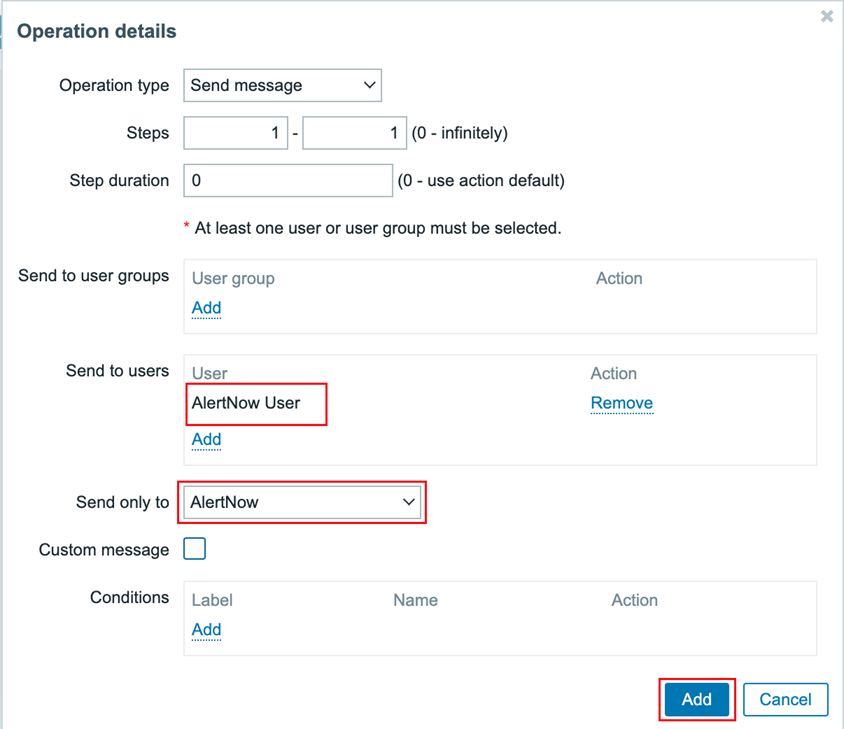 Operation details
Operation type Send message
Steps 1 - 1 (0 - infinitely)
Step duration 0 (0 - use action default)
* At least one user or user group must be selected.
Send to user groups User group Action
Add
Send to users User Action
AlertNow User Remove
Add
Send only to AlertNow
Custom message
Conditions Label Name Action
Add
Add Cancel